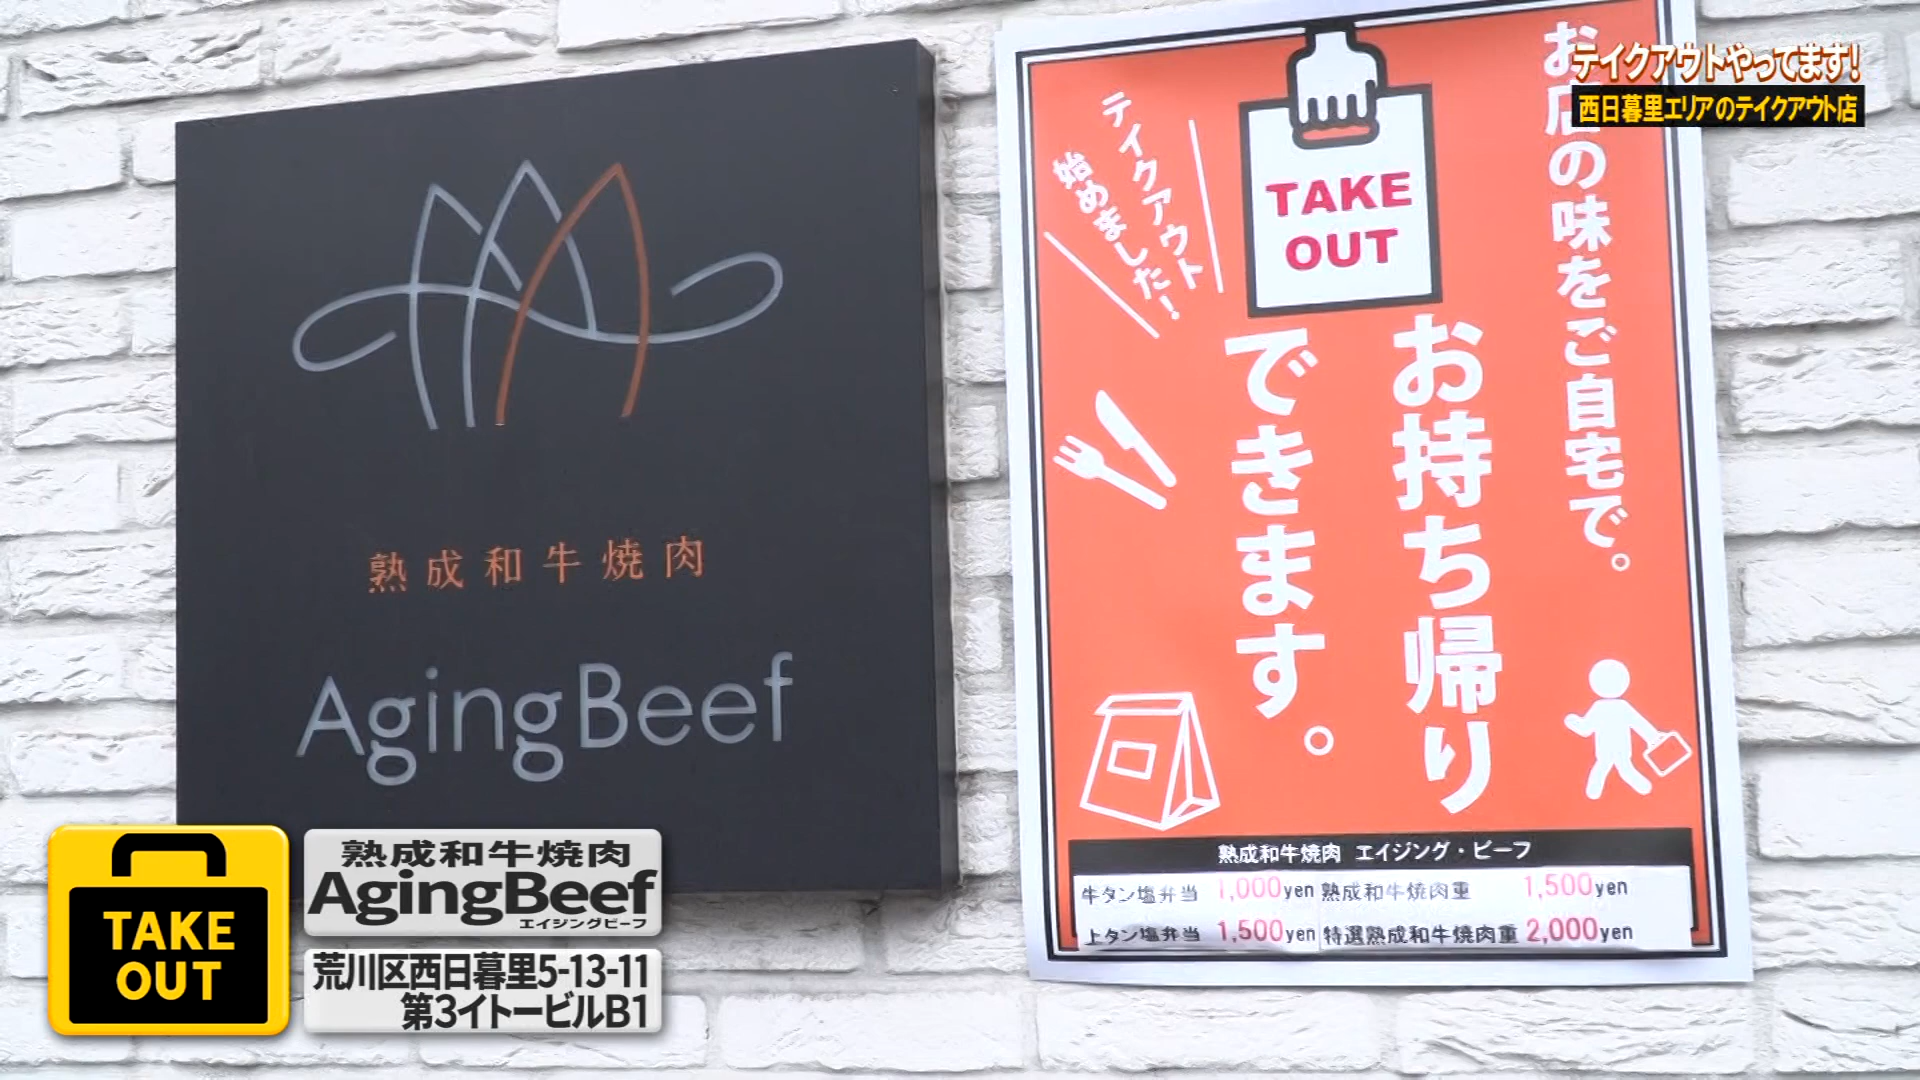 テイクアウトやってます!
西日暮里エリアのテイクアウト店
熟成和牛焼肉
AgingBeef
お店の味をご自宅で。
テイクアウト
始めました!
TAKE
OUT
お持ち帰り
できます。
熟成和牛焼肉 エイジング・ビーフ
牛タン塩弁当 1,000yen 熟成和牛焼肉重 1,500yen
上タン塩弁当 1,500yen 特選熟成和牛焼肉重 2,000yen
TAKE
OUT
熟成和牛焼肉
AgingBeef
エイジングビーフ
荒川区西日暮里5-13-11
第3イトービルB1